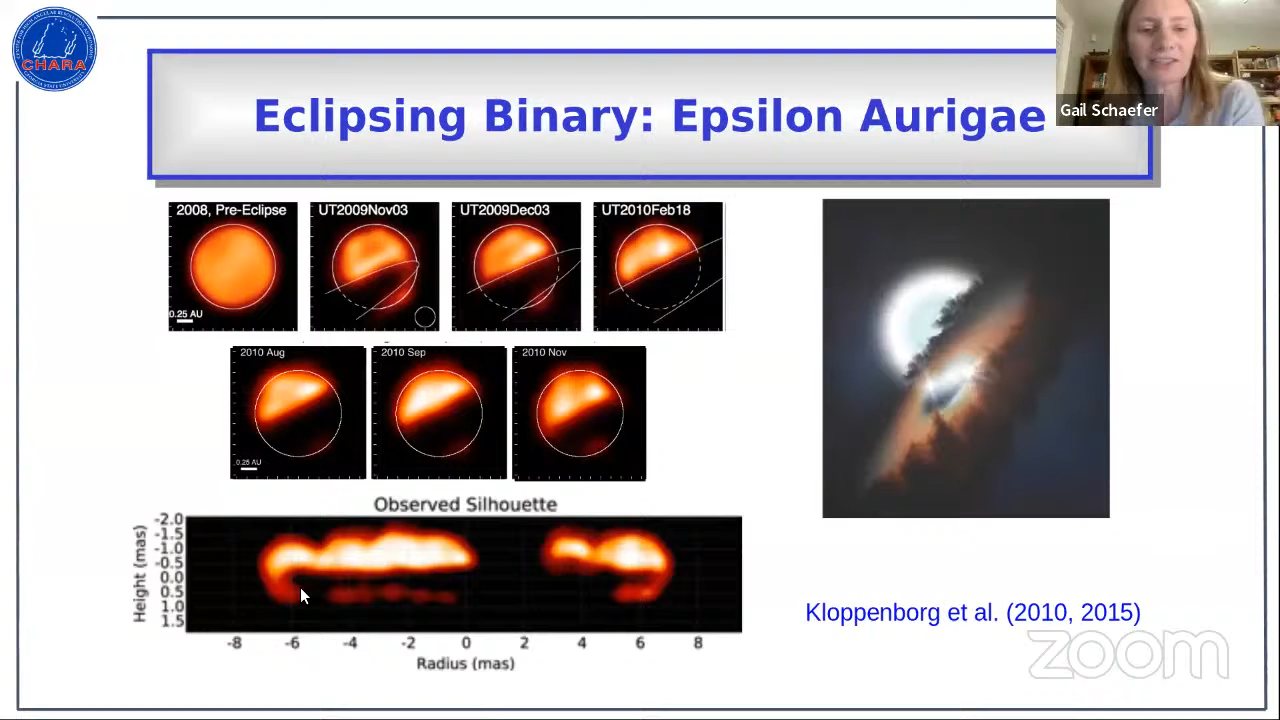 CHARA
Eclipsing Binary: Epsilon Aurigae
Gail Schaefer
2008, Pre-Eclipse
UT2009Nov03
UT2009Dec03
UT2010Feb18
0.25 AU
2010 Aug
2010 Sep
2010 Nov
0.25 AU
Observed Silhouette
Height (mas)
-2.0
-1.5
-1.0
-0.5
0.0
0.5
1.0
1.5
-8 -6 -4 -2 0 2 4 6 8
Radius (mas)
Kloppenborg et al. (2010, 2015)
zoom